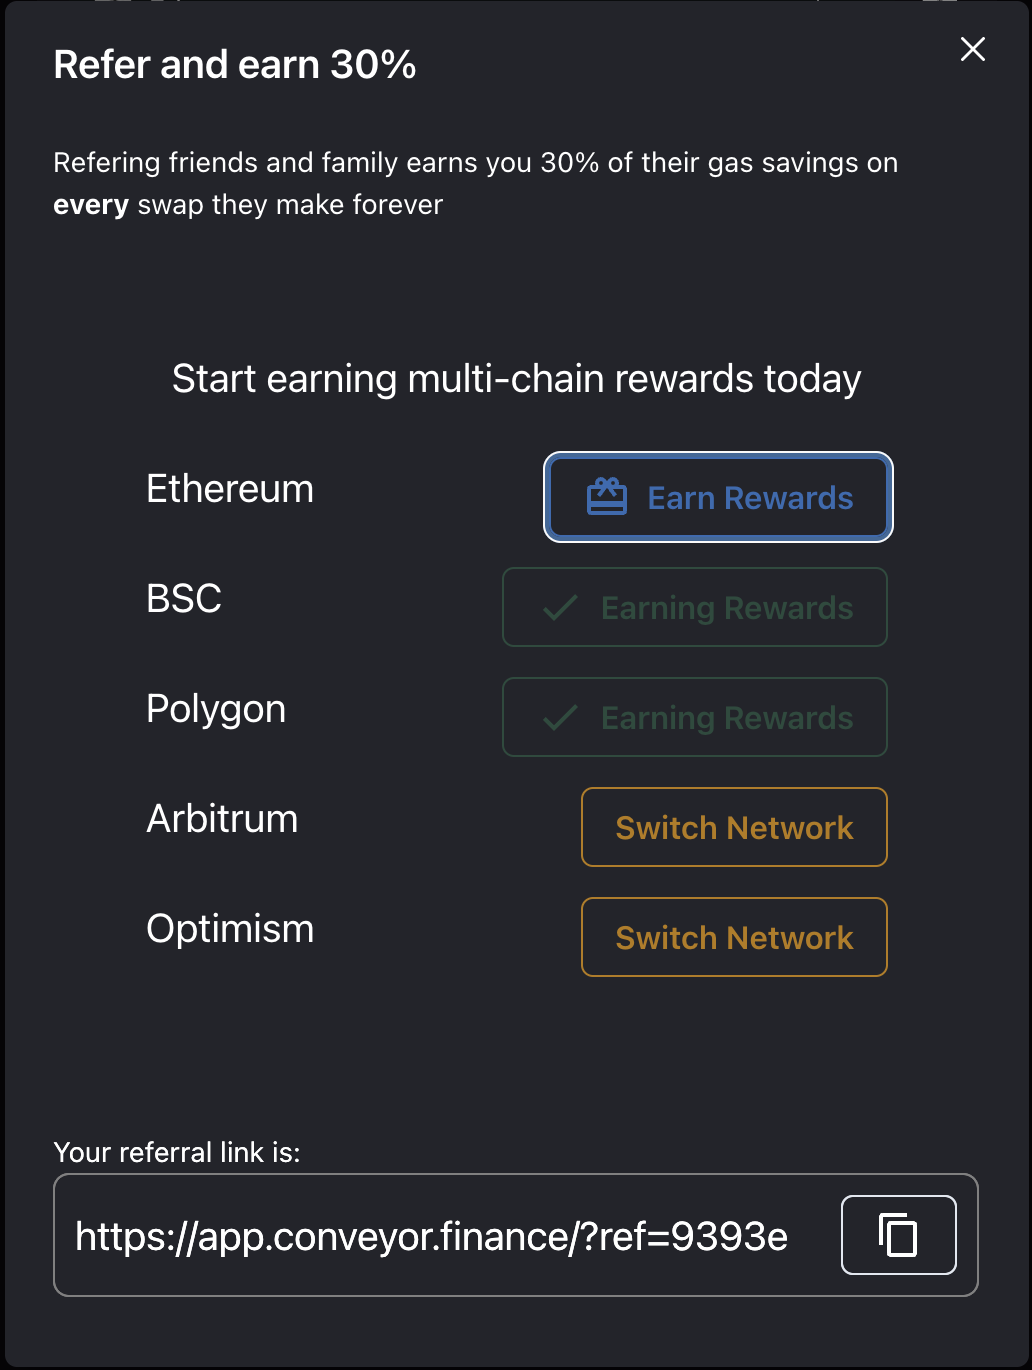 Refer and earn 30%
Refering friends and family earns you 30% of their gas savings on
every swap they make forever
Start earning multi-chain rewards today
Ethereum
Earn Rewards
BSC
Earning Rewards
Polygon
Earning Rewards
Arbitrum
Switch Network
Optimism
Switch Network
Your referral link is:
https://app.conveyor.finance/?ref=9393e